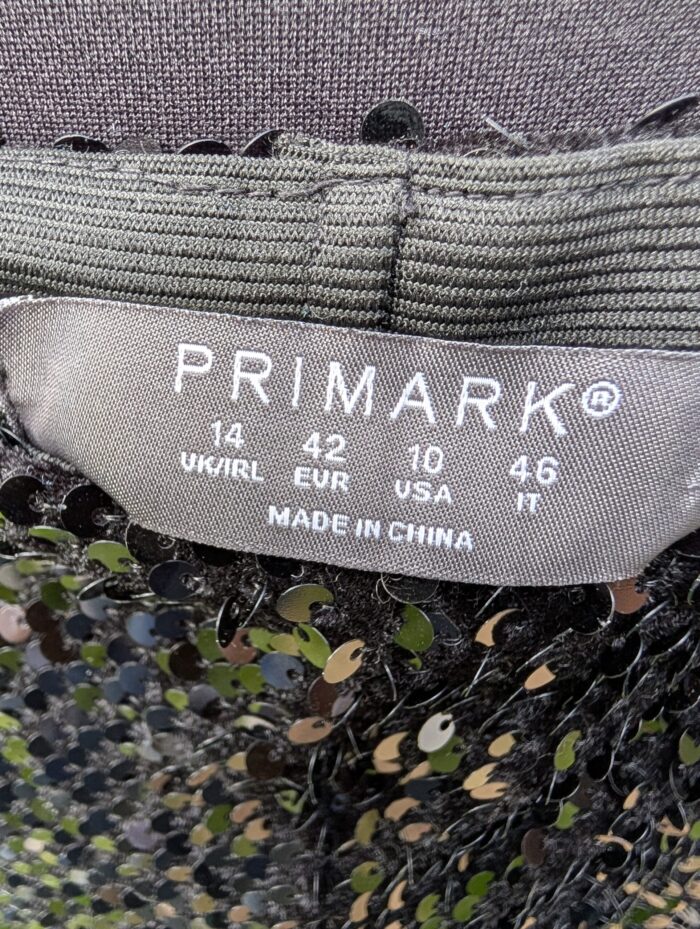 PRIMARK®
14 42 10 46
UK/IRL EUR USA IT
MADE IN CHINA